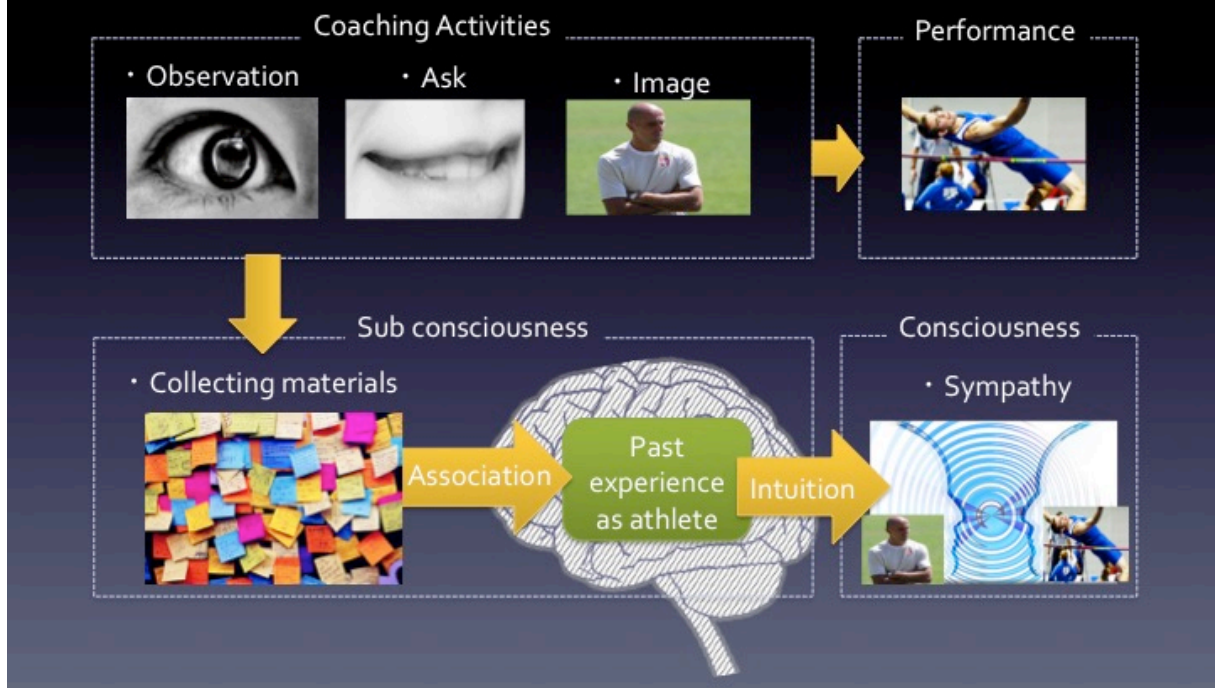 Coaching Activities
・Observation
・Ask
・Image
Performance
Sub consciousness
・Collecting materials
Association
Past
experience
as athlete
Intuition
Consciousness
・Sympathy